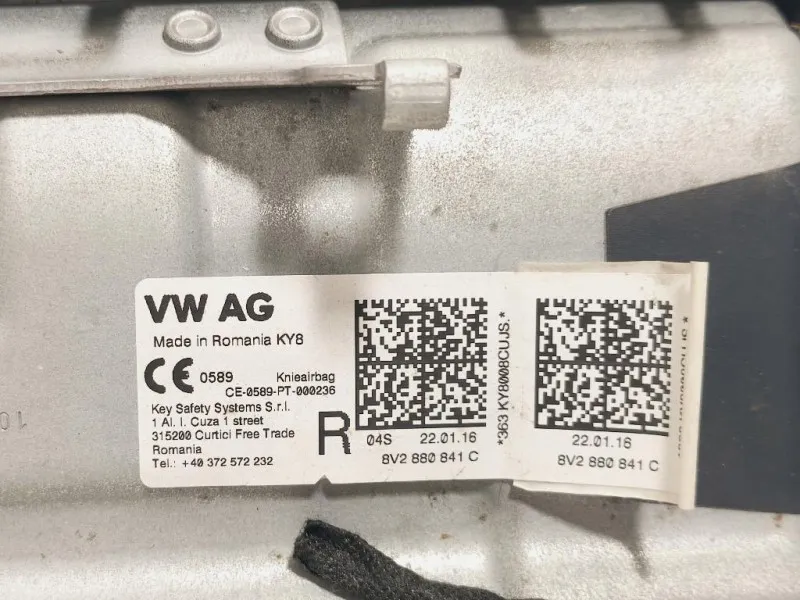 VW AG
Made in Romania KY8
CE 0589 Knieairbag
CE-0589-PT-000236
Key Safety Systems S.r.l.
1 Al. I. Cuza 1 street
315200 Curtici Free Trade
Romania
Tel.: +40 372 572 232
R
04S 22.01.16
8V2 880 841 C
*363 KY8008CUJS.*
22.01.16
8V2 880 841 C